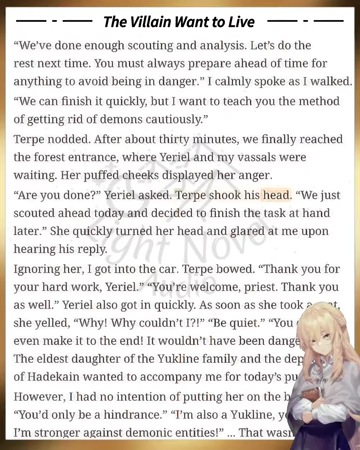 The Villain Want to Live
“We’ve done enough scouting and analysis. Let’s do the
rest next time. You must always prepare ahead of time for
anything to avoid being in danger.” I calmly spoke as I walked.
“We can finish it quickly, but I want to teach you the method
of getting rid of demons cautiously.”
Terpe nodded. After about thirty minutes, we finally reached
the forest entrance, where Yeriel and my vassals were
waiting. Her puffed cheeks displayed her anger.
“Are you done?” Yeriel asked. Terpe shook his head. “We just
scouted ahead today and decided to finish the task at hand
later.” She quickly turned her head and glared at me upon
hearing his reply.
Ignoring her, I got into the car. Terpe bowed. “Thank you for
your hard work, Yeriel.” “You’re welcome, priest. Thank you
as well.” Yeriel also got in quickly. As soon as she took a
she yelled, “Why! Why couldn’t I?!” “Be quiet.”
even make it to the end! It wouldn’t have been
The eldest daughter of the Yukline family and the
of Hadekain wanted to accompany me for today’s
However, I had no intention of putting her on the
“You’d only be a hindrance.” “I’m also a Yukline,
I’m stronger against demonic entities!” ... That
Light Novel